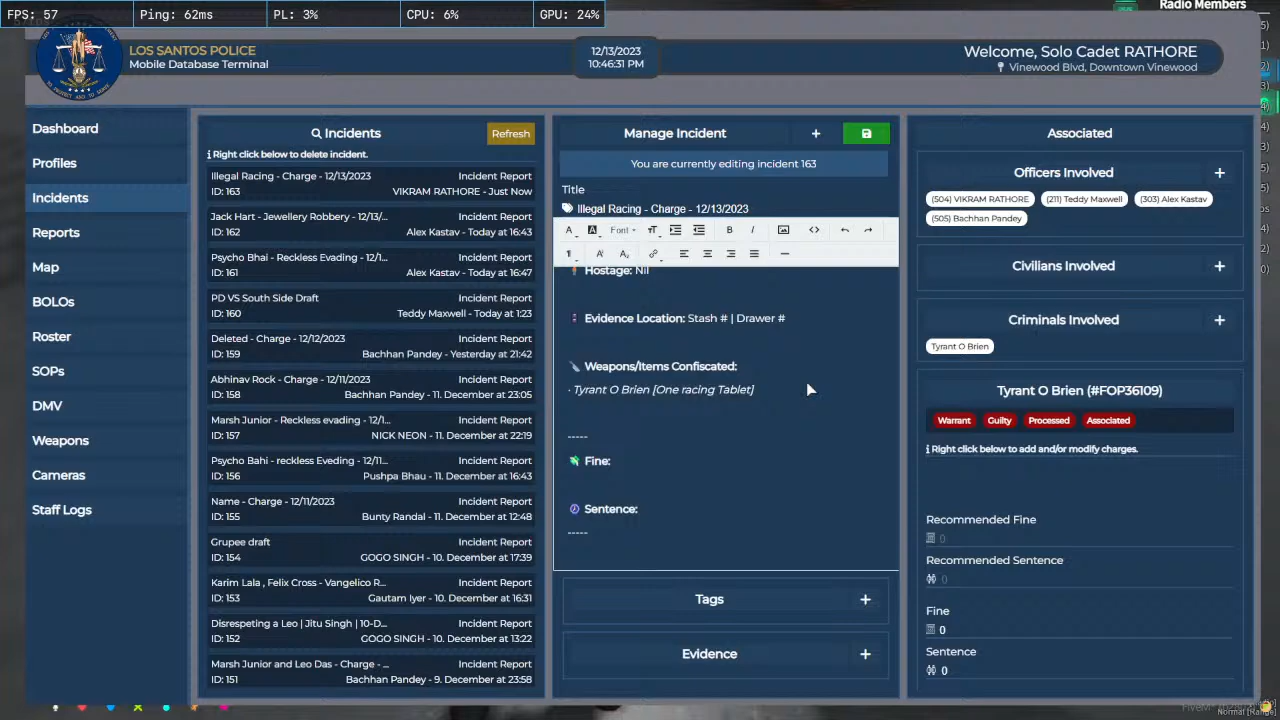 FPS: 57
Ping: 62ms
PL: 3%
CPU: 6%
GPU: 24%
Radio Members
LOS SANTOS POLICE
Mobile Database Terminal
12/13/2023
10:46:31 PM
Welcome, Solo Cadet RATHORE
Vinewood Blvd, Downtown Vinewood
Dashboard
Profiles
Incidents
Reports
Map
BOLOs
Roster
SOPs
DMV
Weapons
Cameras
Staff Logs
Incidents
Refresh
Right click below to delete incident.
Illegal Racing - Charge - 12/13/2023 Incident Report
ID: 163 VIKRAM RATHORE - Just Now
Jack Hart - Jewellery Robbery - 12/13/... Incident Report
ID: 162 Alex Kastav - Today at 16:43
Psycho Bhai - Reckless Evading - 12/1... Incident Report
ID: 161 Alex Kastav - Today at 16:47
PD VS South Side Draft Incident Report
ID: 160 Teddy Maxwell - Today at 1:23
Deleted - Charge - 12/12/2023 Incident Report
ID: 159 Bachhan Pandey - Yesterday at 21:42
Abhinav Rock - Charge - 12/11/2023 Incident Report
ID: 158 Bachhan Pandey - 11. December at 23:05
Marsh Junior - Reckless evading - 12/1... Incident Report
ID: 157 NICK NEON - 11. December at 22:19
Psycho Bahi - reckless Eveding - 12/11... Incident Report
ID: 156 Pushpa Bhau - 11. December at 16:43
Name - Charge - 12/11/2023 Incident Report
ID: 155 Bunty Randal - 11. December at 12:48
Grupee draft Incident Report
ID: 154 GOGO SINGH - 10. December at 17:39
Karim Lala , Felix Cross - Vangelico R... Incident Report
ID: 153 Gautam Iyer - 10. December at 16:31
Disrespeting a Leo | Jitu Singh | 10-D... Incident Report
ID: 152 GOGO SINGH - 10. December at 13:22
Marsh Junior and Leo Das - Charge - ... Incident Report
ID: 151 Bachhan Pandey - 9. December at 23:58
Manage Incident +
You are currently editing incident 163
Title
Illegal Racing - Charge - 12/13/2023
Font
Hostage: Nil
Evidence Location: Stash # | Drawer #
Weapons/Items Confiscated:
· Tyrant O Brien [One racing Tablet]
-----
Fine:
Sentence:
-----
Tags +
Evidence +
Associated
Officers Involved +
(504) VIKRAM RATHORE (211) Teddy Maxwell (303) Alex Kastav
(505) Bachhan Pandey
Civilians Involved +
Criminals Involved +
Tyrant O Brien
Tyrant O Brien (#FOP36109)
Warrant Guilty Processed Associated
Right click below to add and/or modify charges.
Recommended Fine
0
Recommended Sentence
0
Fine
0
Sentence
0
Normal [Range]